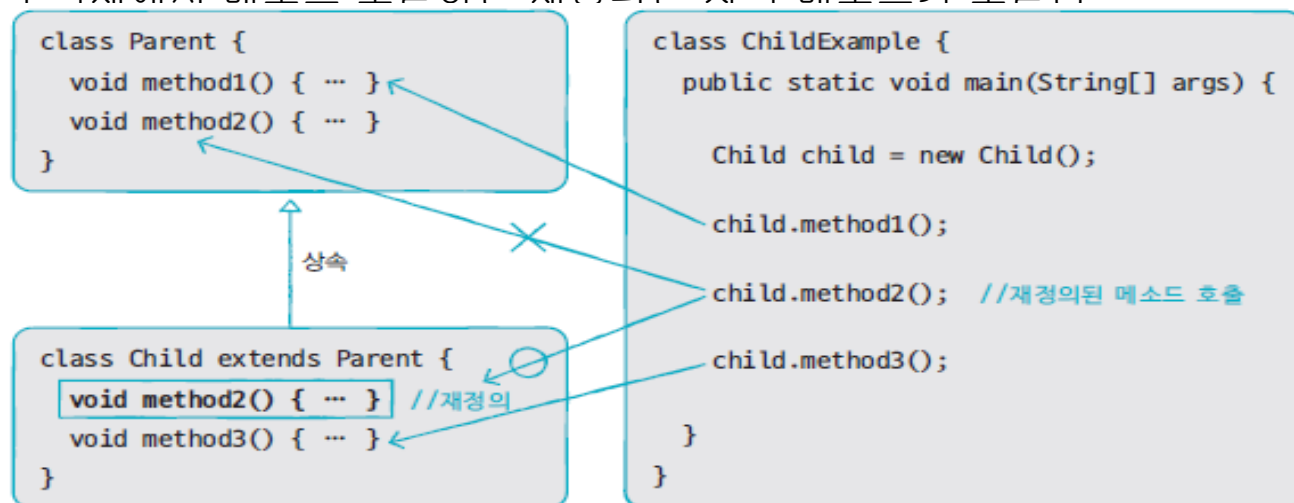 class Parent {
void method1() { … }
void method2() { … }
}
상속
class Child extends Parent {
void method2() { … } //재정의
void method3() { … }
}
class ChildExample {
public static void main(String[] args) {
Child child = new Child();
child.method1();
child.method2(); //재정의된 메소드 호출
child.method3();
}
}